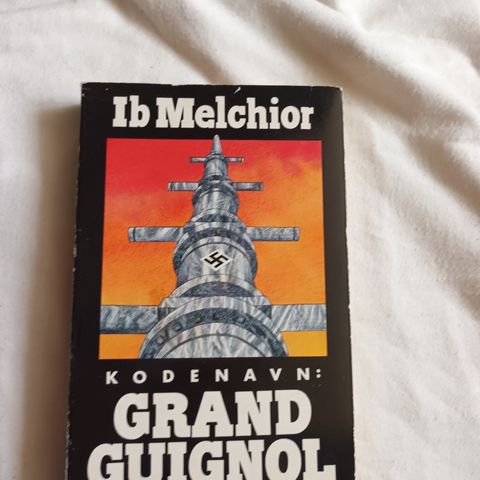 Ib Melchior
KODENAVN:
GRAND
GUIGNOL